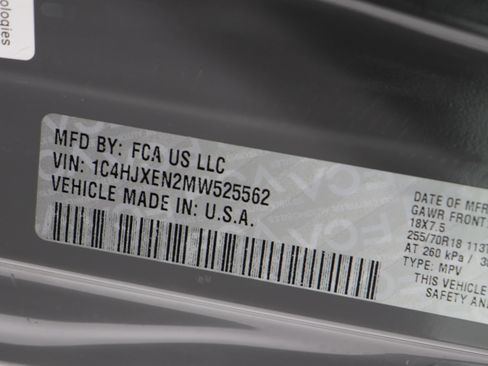 ologies
MFD BY: FCA US LLC
VIN: 1C4HJXEN2MW525562
VEHICLE MADE IN: U.S.A.
DATE OF MFR
GAWR FRONT:
18X7.5
255/70R18 113T
AT 260 kPa /
TYPE: MPV
THIS VEHICLE
SAFETY AND